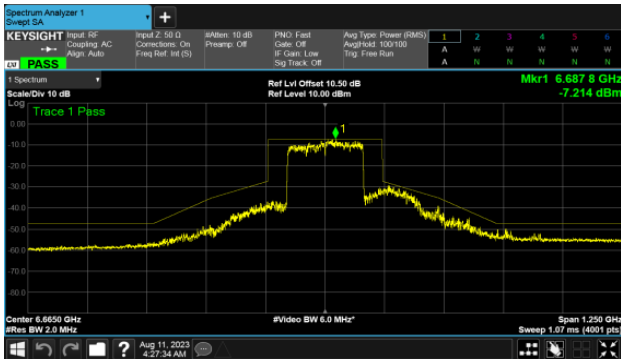 Spectrum Analyzer 1
Swept SA
+
KEYSIGHT
Input: RF
Coupling: AC
Align: Auto
Input Z: 50 Ω
Corrections: On
Freq Ref: Int (S)
#Atten: 10 dB
Preamp: Off
PNO: Fast
Gate: Off
IF Gain: Low
Sig Track: Off
Avg Type: Power (RMS)
Avg|Hold: 100/100
Trig: Free Run
1 2 3 4 5 6
A W W W W W
A N N N N N
LXI PASS
1 Spectrum
Scale/Div 10 dB
Ref Lvl Offset 10.50 dB
Ref Level 10.00 dBm
Mkr1 6.687 8 GHz
-7.214 dBm
Log
Trace 1 Pass
1
0.00
-10.0
-20.0
-30.0
-40.0
-50.0
-60.0
-70.0
-80.0
Center 6.6650 GHz
#Res BW 2.0 MHz
#Video BW 6.0 MHz*
Span 1.250 GHz
Sweep 1.07 ms (4001 pts)
?
Aug 11, 2023
4:27:34 AM